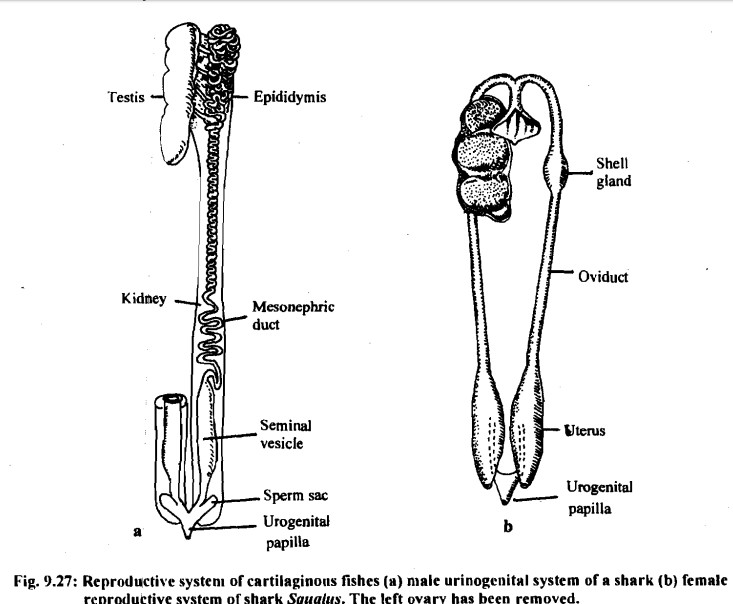 Testis
Epididymis
Kidney
Mesonephric
duct
Seminal
vesicle
Sperm sac
Urogenital
papilla
a
Shell
gland
Oviduct
Uterus
Urogenital
papilla
b
Fig. 9.27: Reproductive system of cartilaginous fishes (a) male urinogenital system of a shark (b) female
reproductive system of shark Squalus. The left ovary has been removed.